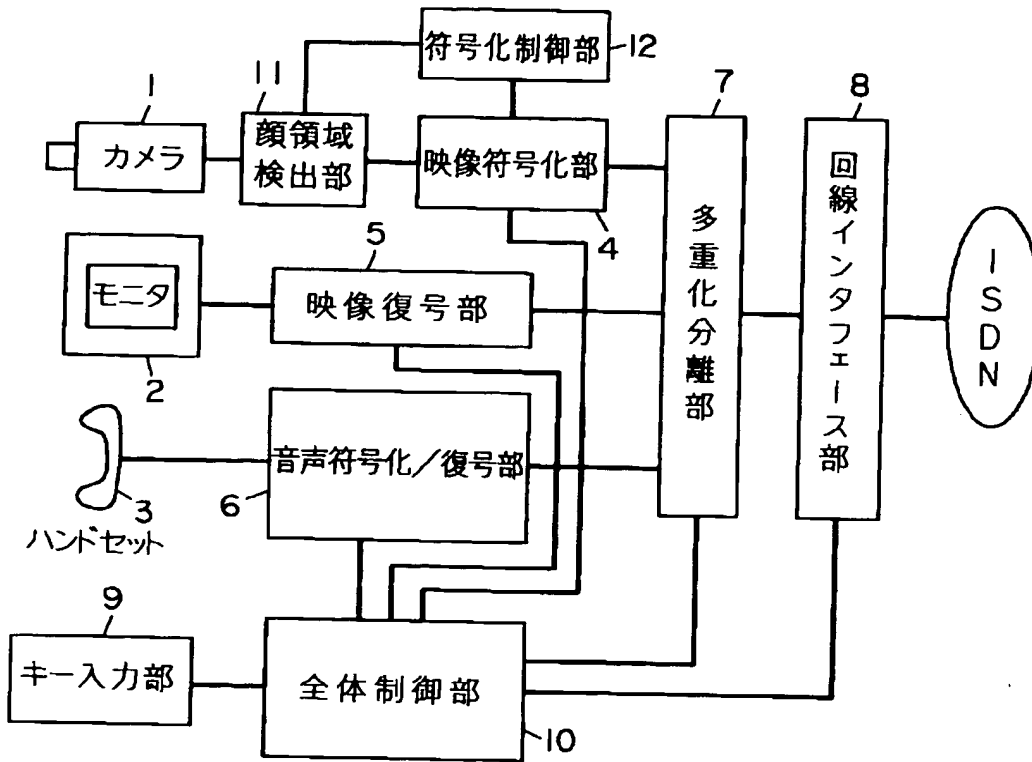 符号化制御部
12
11
1
7
8
カメラ
顔領域
検出部
映像符号化部
4
多重化分離部
回線インタフェース部
ISDN
5
モニタ
映像復号部
2
音声符号化/復号部
3
6
ハンドセット
9
キー入力部
全体制御部
10